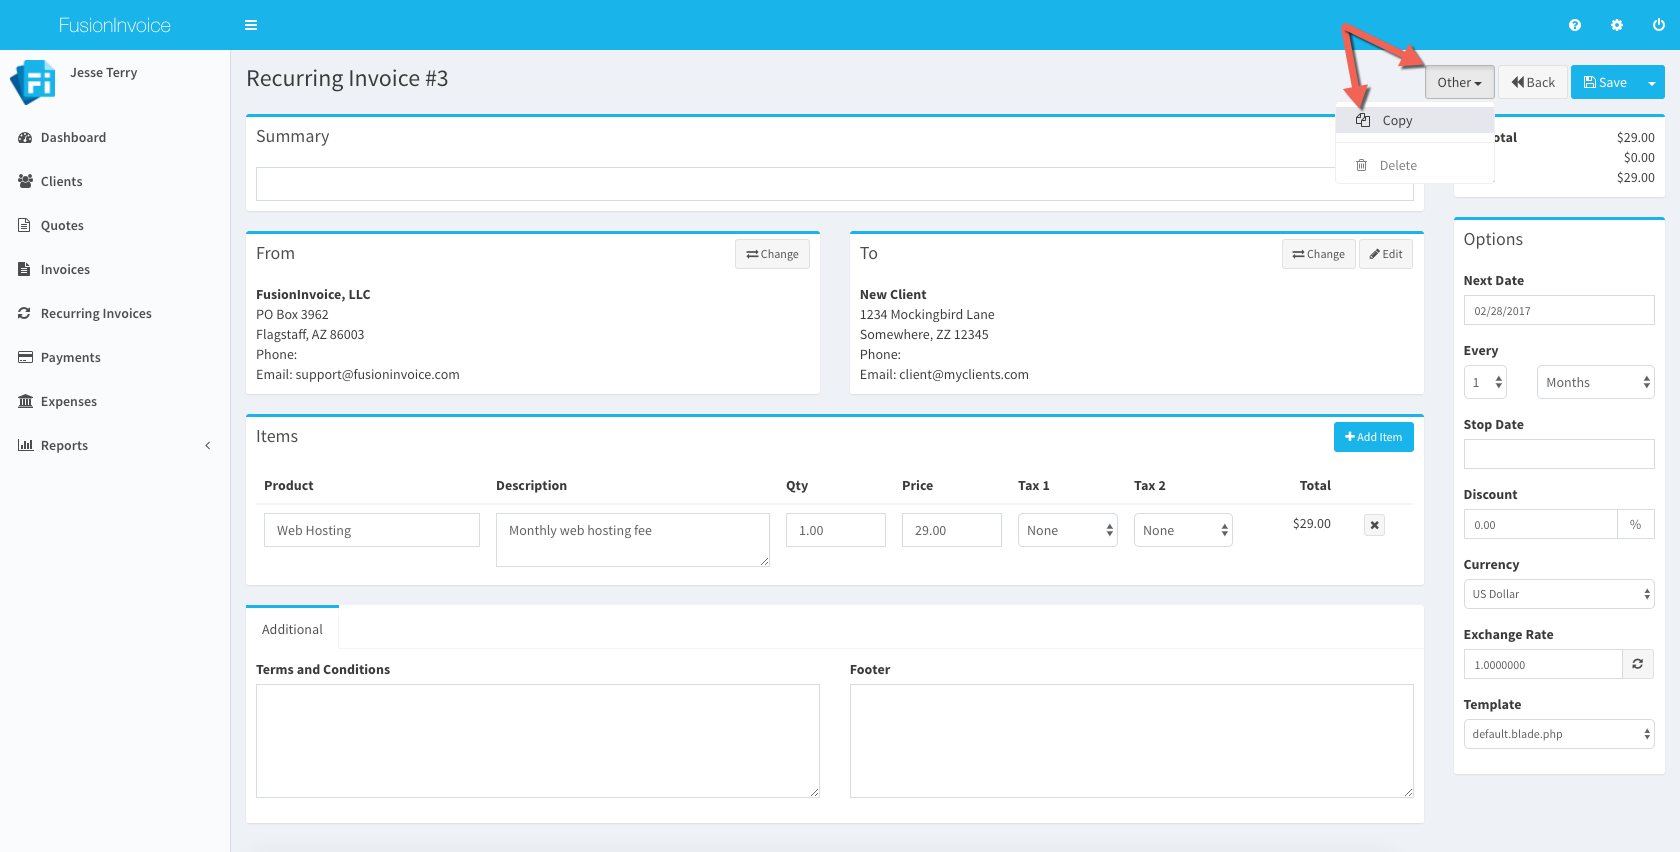 FusionInvoice
Jesse Terry
Dashboard
Clients
Quotes
Invoices
Recurring Invoices
Payments
Expenses
Reports
Recurring Invoice #3
Other
Back
Save
Copy
Delete
Summary
otal $29.00
$0.00
$29.00
From
Change
FusionInvoice, LLC
PO Box 3962
Flagstaff, AZ 86003
Phone:
Email: support@fusioninvoice.com
To
Change
Edit
New Client
1234 Mockingbird Lane
Somewhere, ZZ 12345
Phone:
Email: client@myclients.com
Items
Add Item
Product Description Qty Price Tax 1 Tax 2 Total
Web Hosting Monthly web hosting fee 1.00 29.00 None None $29.00
Additional
Terms and Conditions
Footer
Options
Next Date
02/28/2017
Every
1 Months
Stop Date
Discount
0.00 %
Currency
US Dollar
Exchange Rate
1.0000000
Template
default.blade.php